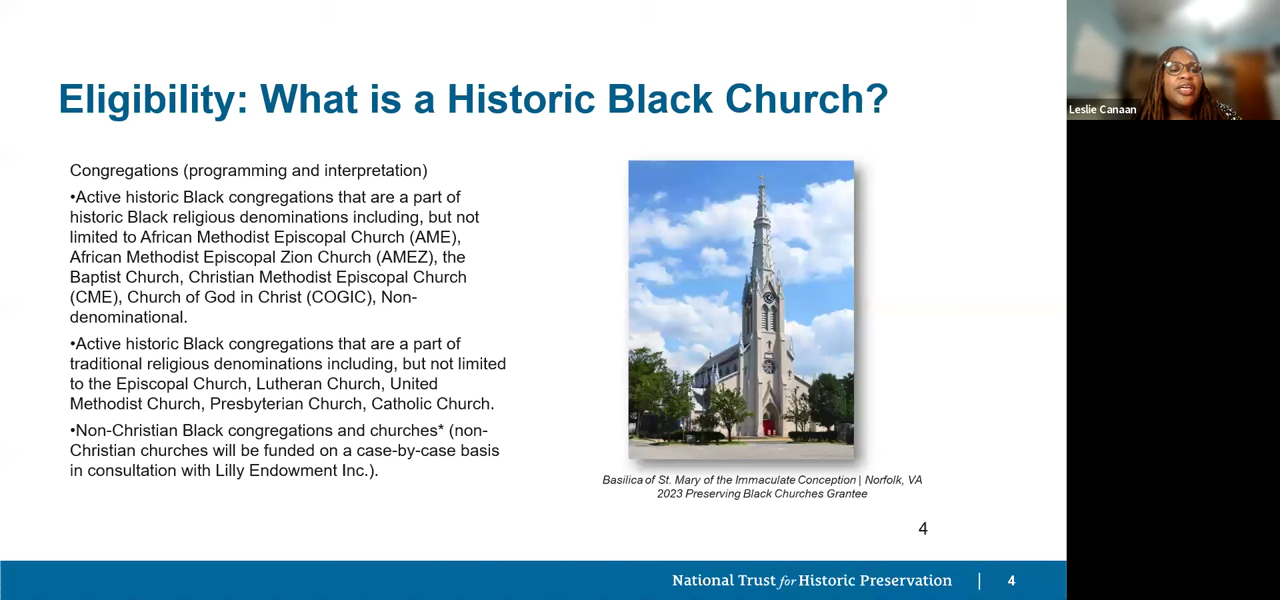 Eligibility: What is a Historic Black Church?
Leslie Canaan
Congregations (programming and interpretation)
•Active historic Black congregations that are a part of
historic Black religious denominations including, but not
limited to African Methodist Episcopal Church (AME),
African Methodist Episcopal Zion Church (AMEZ), the
Baptist Church, Christian Methodist Episcopal Church
(CME), Church of God in Christ (COGIC), Non-
denominational.
•Active historic Black congregations that are a part of
traditional religious denominations including, but not limited
to the Episcopal Church, Lutheran Church, United
Methodist Church, Presbyterian Church, Catholic Church.
•Non-Christian Black congregations and churches* (non-
Christian churches will be funded on a case-by-case basis
in consultation with Lilly Endowment Inc.).
Basilica of St. Mary of the Immaculate Conception | Norfolk, VA
2023 Preserving Black Churches Grantee
4
National Trust for Historic Preservation | 4